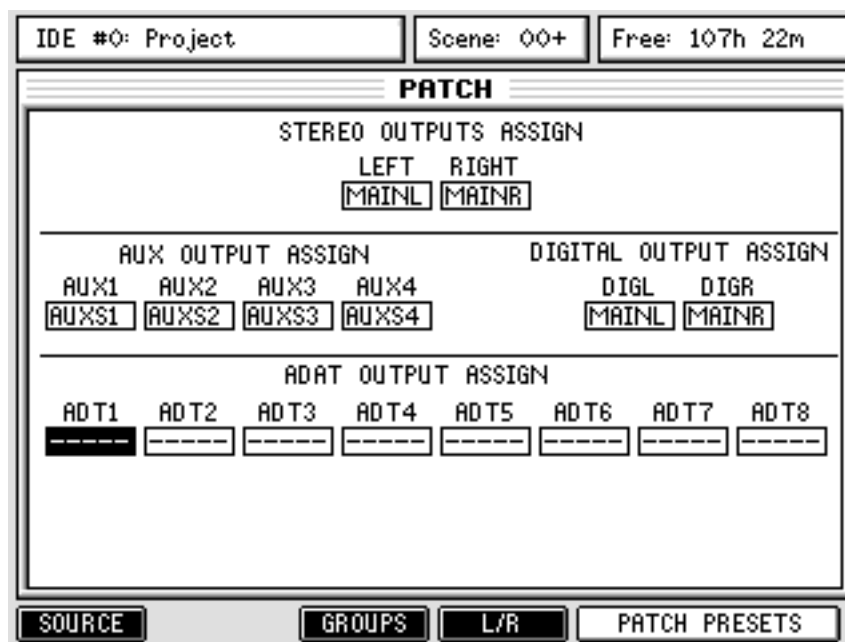 IDE #0: Project Scene: 00+ Free: 107h 22m
PATCH
STEREO OUTPUTS ASSIGN
LEFT RIGHT
MAINL MAINR
AUX OUTPUT ASSIGN DIGITAL OUTPUT ASSIGN
AUX1 AUX2 AUX3 AUX4 DIGL DIGR
AUXS1 AUXS2 AUXS3 AUXS4 MAINL MAINR
ADAT OUTPUT ASSIGN
ADT1 ADT2 ADT3 ADT4 ADT5 ADT6 ADT7 ADT8
----- ----- ----- ----- ----- ----- ----- -----
SOURCE GROUPS L/R PATCH PRESETS